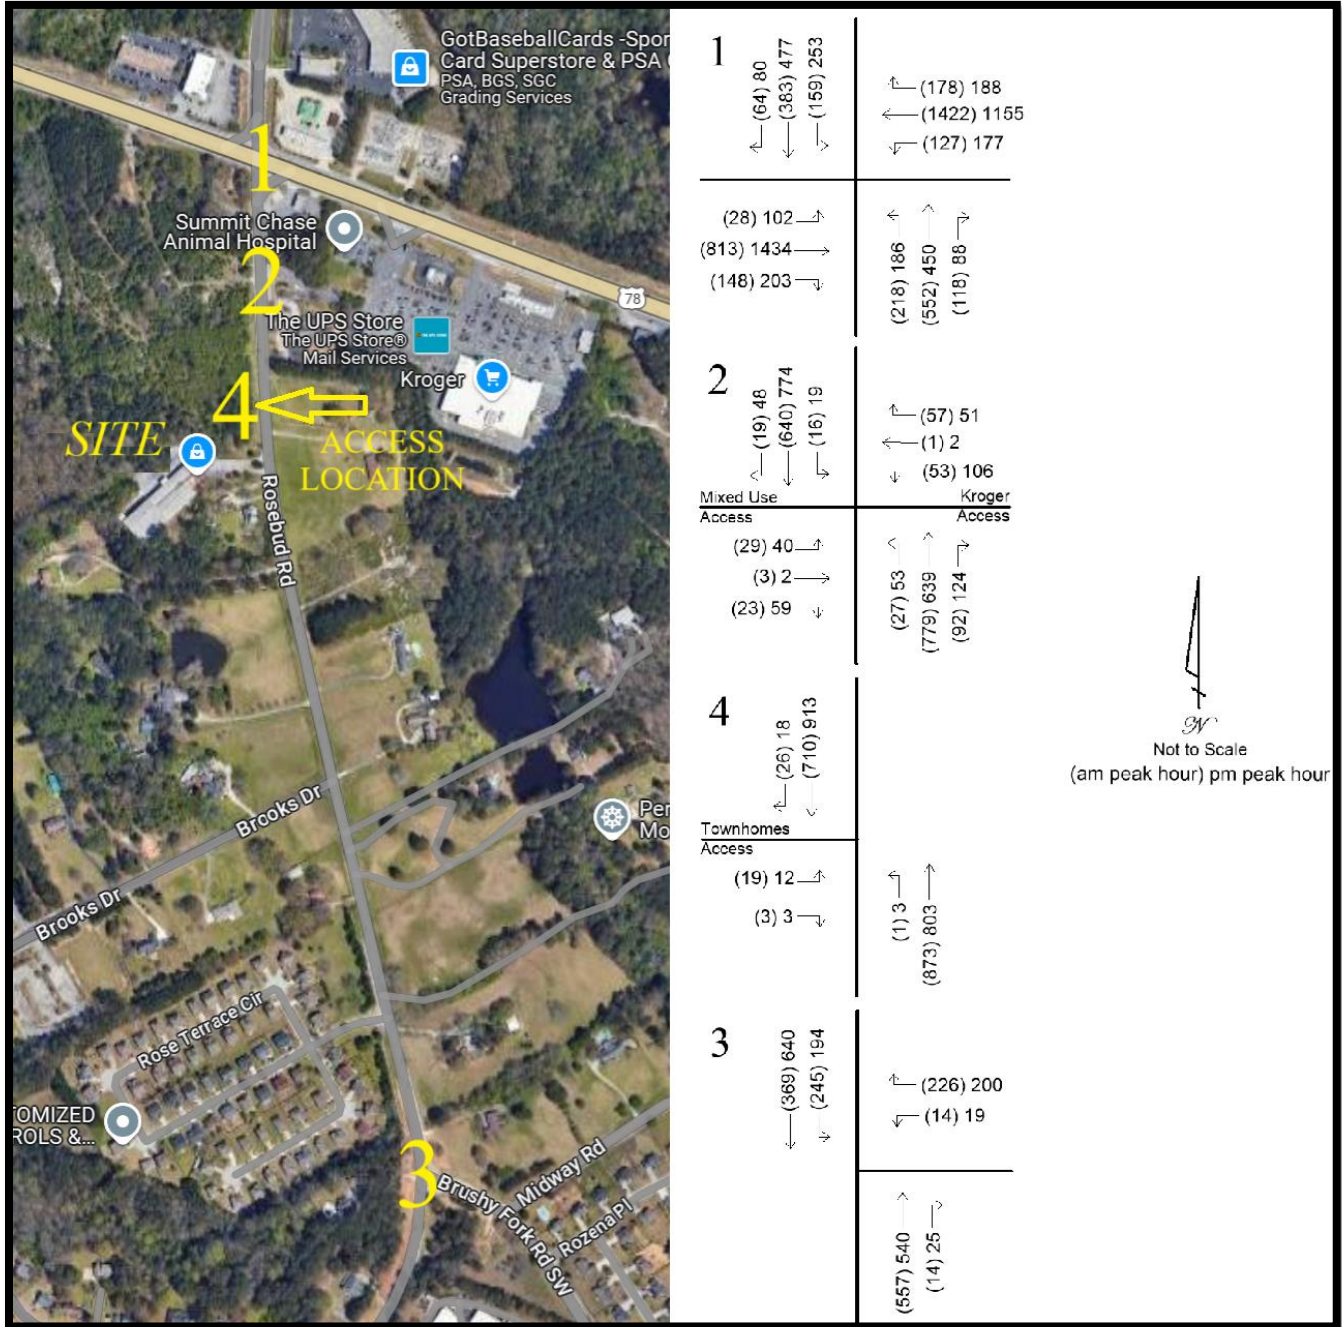 GotBaseballCards -Spor
Card Superstore & PSA
PSA, BGS, SGC
Grading Services
1
Summit Chase
Animal Hospital
2
78
The UPS Store
The UPS Store®
Mail Services
Kroger
4
SITE
ACCESS
LOCATION
Rosebud Rd
Brooks Dr
Brooks Dr
Per
Mo
Rose Terrace Cir
TOMIZED
ROLS &...
3
Brushy Fork Rd SW
Midway Rd
Rozena Pl
1
(64) 80
(383) 477
(159) 253
(178) 188
(1422) 1155
(127) 177
(28) 102
(813) 1434
(148) 203
(218) 186
(552) 450
(118) 88
2
(19) 48
(640) 774
(16) 19
(57) 51
(1) 2
(53) 106
Mixed Use
Access
Kroger
Access
(29) 40
(3) 2
(23) 59
(27) 53
(779) 639
(92) 124
4
(26) 18
(710) 913
Townhomes
Access
(19) 12
(3) 3
(1) 3
(873) 803
3
(369) 640
(245) 194
(226) 200
(14) 19
(557) 540
(14) 25
N
Not to Scale
(am peak hour) pm peak hour